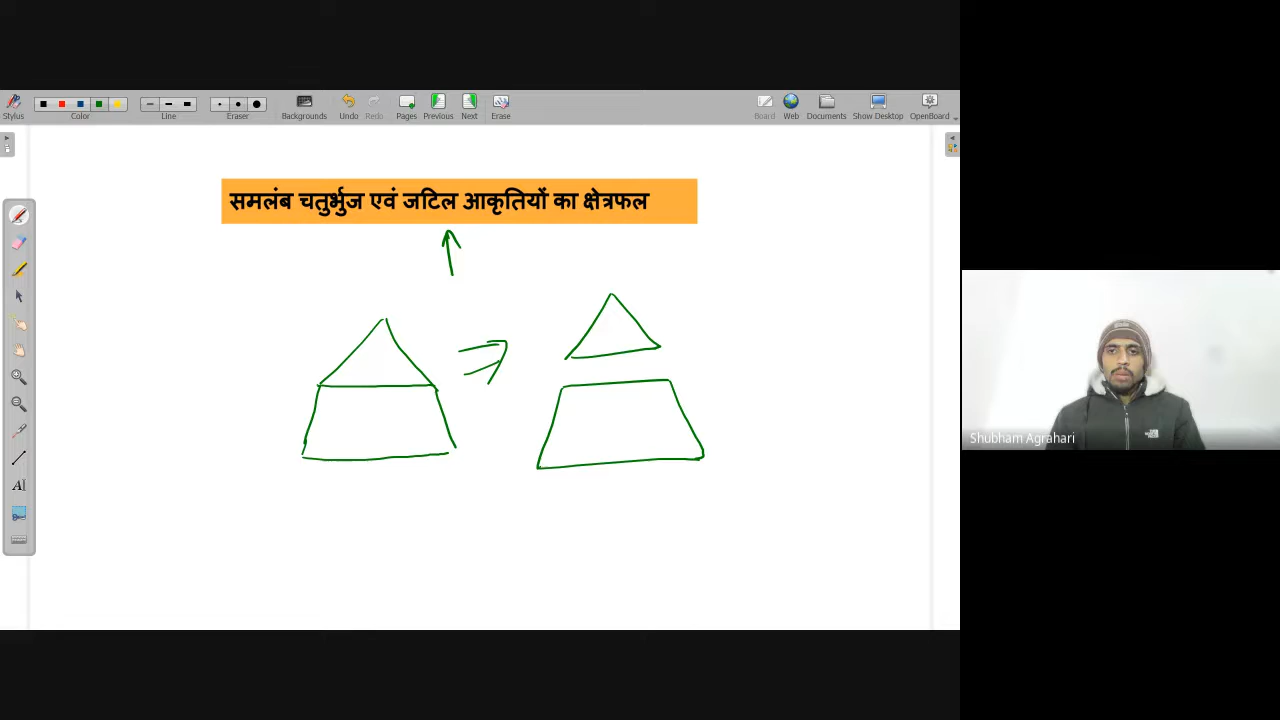 Stylus
Color
Line
Eraser
Backgrounds
Undo
Redo
Pages
Previous
Next
Erase
Board
Web
Documents
Show Desktop
OpenBoard
समलंब चतुर्भुज एवं जटिल आकृतियों का क्षेत्रफल
Shubham Agrahari